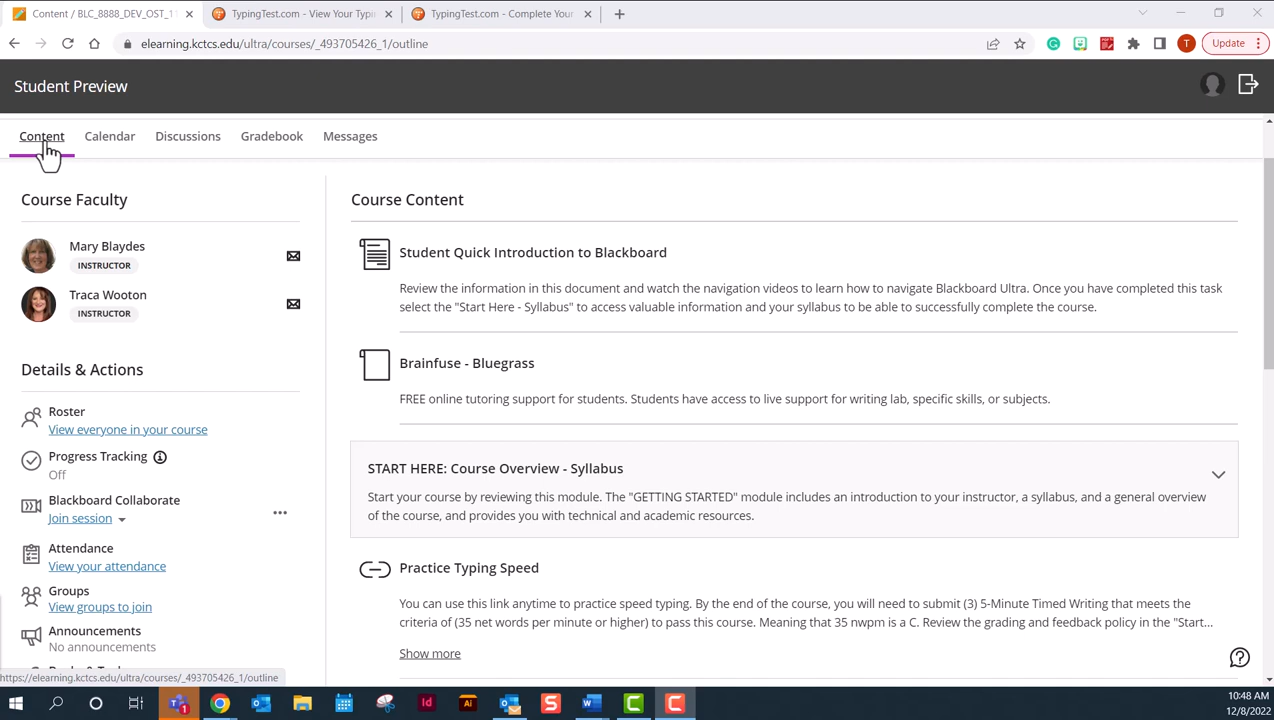 Content / BLC_8888_DEV_OST_11
TypingTest.com - View Your Typin
TypingTest.com - Complete Your
elearning.kctcs.edu/ultra/courses/_493705426_1/outline
T
Update
Student Preview
Content
Calendar
Discussions
Gradebook
Messages
Course Faculty
Mary Blaydes
INSTRUCTOR
Traca Wooton
INSTRUCTOR
Details & Actions
Roster
View everyone in your course
Progress Tracking
Off
Blackboard Collaborate
Join session
Attendance
View your attendance
Groups
View groups to join
Announcements
No announcements
https://elearning.kctcs.edu/ultra/courses/_493705426_1/outline
Course Content
Student Quick Introduction to Blackboard
Review the information in this document and watch the navigation videos to learn how to navigate Blackboard Ultra. Once you have completed this task
select the "Start Here - Syllabus" to access valuable information and your syllabus to be able to successfully complete the course.
Brainfuse - Bluegrass
FREE online tutoring support for students. Students have access to live support for writing lab, specific skills, or subjects.
START HERE: Course Overview - Syllabus
Start your course by reviewing this module. The "GETTING STARTED" module includes an introduction to your instructor, a syllabus, and a general overview
of the course, and provides you with technical and academic resources.
Practice Typing Speed
You can use this link anytime to practice speed typing. By the end of the course, you will need to submit (3) 5-Minute Timed Writing that meets the
criteria of (35 net words per minute or higher) to pass this course. Meaning that 35 nwpm is a C. Review the grading and feedback policy in the "Start...
Show more
10:48 AM
12/8/2022